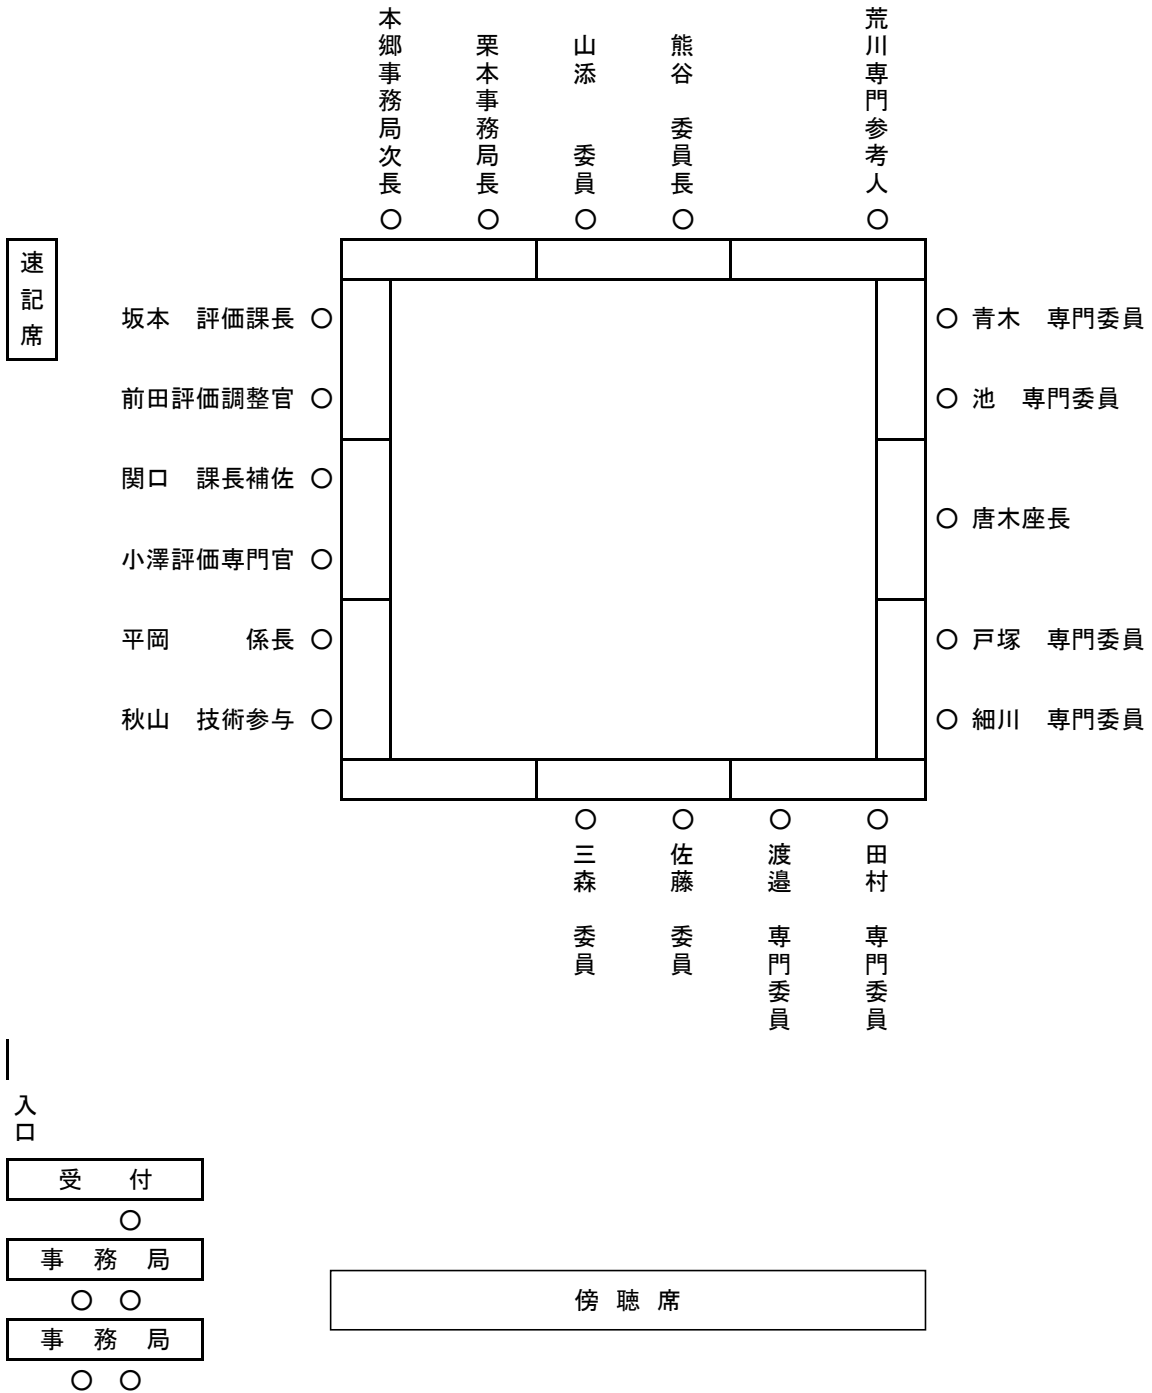 本郷事務局次長
栗本事務局長
山添　委員
熊谷　委員長
荒川専門参考人
速記席
坂本　評価課長
前田評価調整官
関口　課長補佐
小澤評価専門官
平岡　　　係長
秋山　技術参与
青木　専門委員
池　専門委員
唐木座長
戸塚　専門委員
細川　専門委員
三森　委員
佐藤　委員
渡邉　専門委員
田村　専門委員
入口
受　付
事　務　局
事　務　局
傍　聴　席